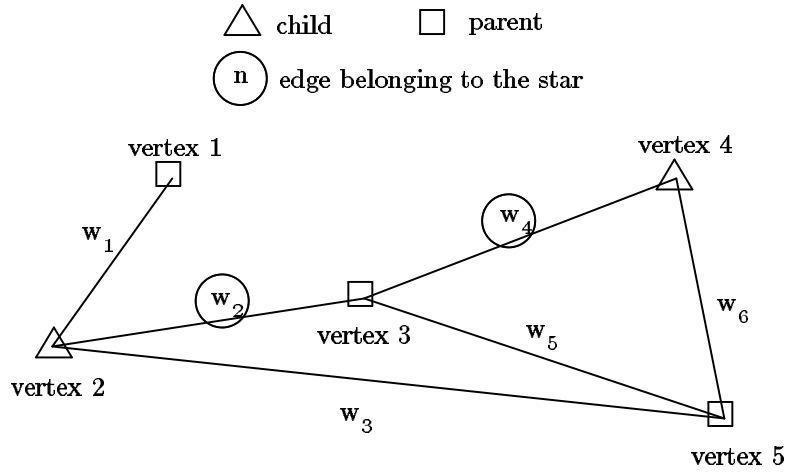 child parent
n edge belonging to the star
vertex 1
vertex 4
w1
w4
w2
w6
vertex 3
w5
vertex 2
w3
vertex 5